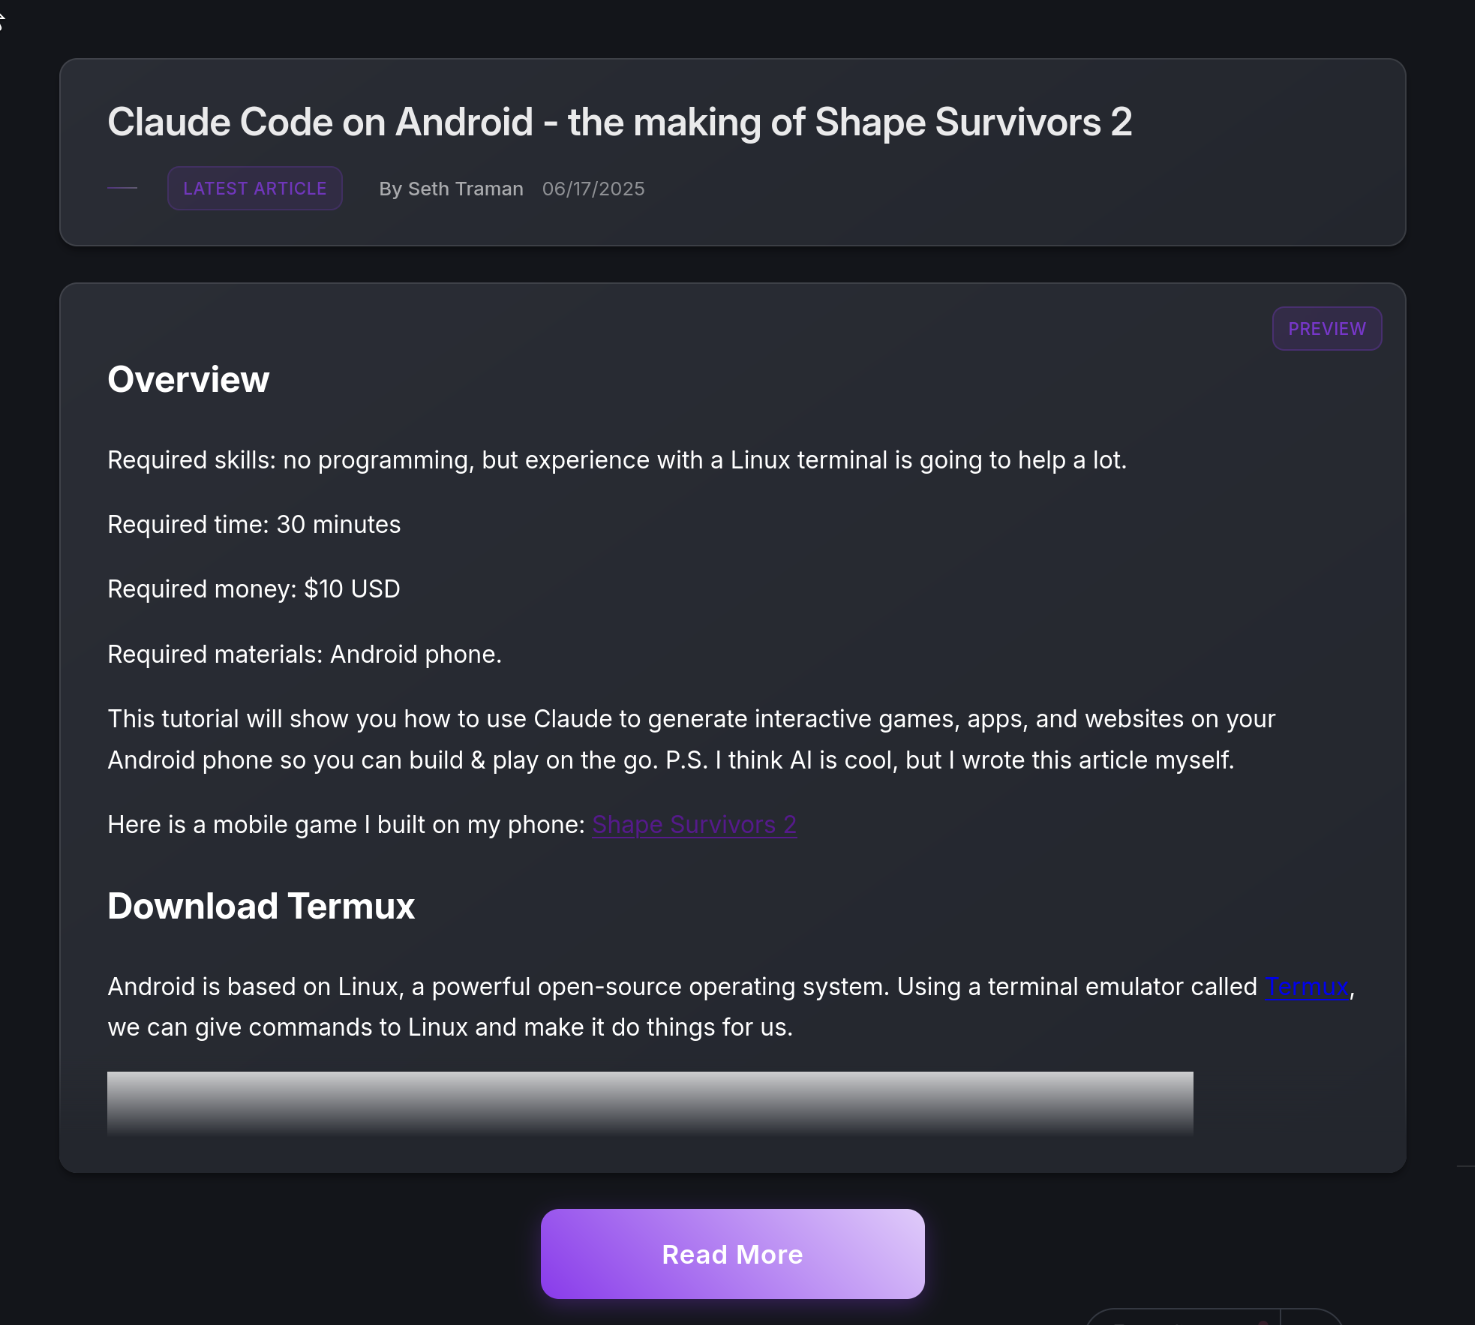 Claude Code on Android - the making of Shape Survivors 2
LATEST ARTICLE By Seth Traman 06/17/2025
PREVIEW
Overview
Required skills: no programming, but experience with a Linux terminal is going to help a lot.
Required time: 30 minutes
Required money: $10 USD
Required materials: Android phone.
This tutorial will show you how to use Claude to generate interactive games, apps, and websites on your
Android phone so you can build & play on the go. P.S. I think AI is cool, but I wrote this article myself.
Here is a mobile game I built on my phone: Shape Survivors 2
Download Termux
Android is based on Linux, a powerful open-source operating system. Using a terminal emulator called Termux,
we can give commands to Linux and make it do things for us.
Read More